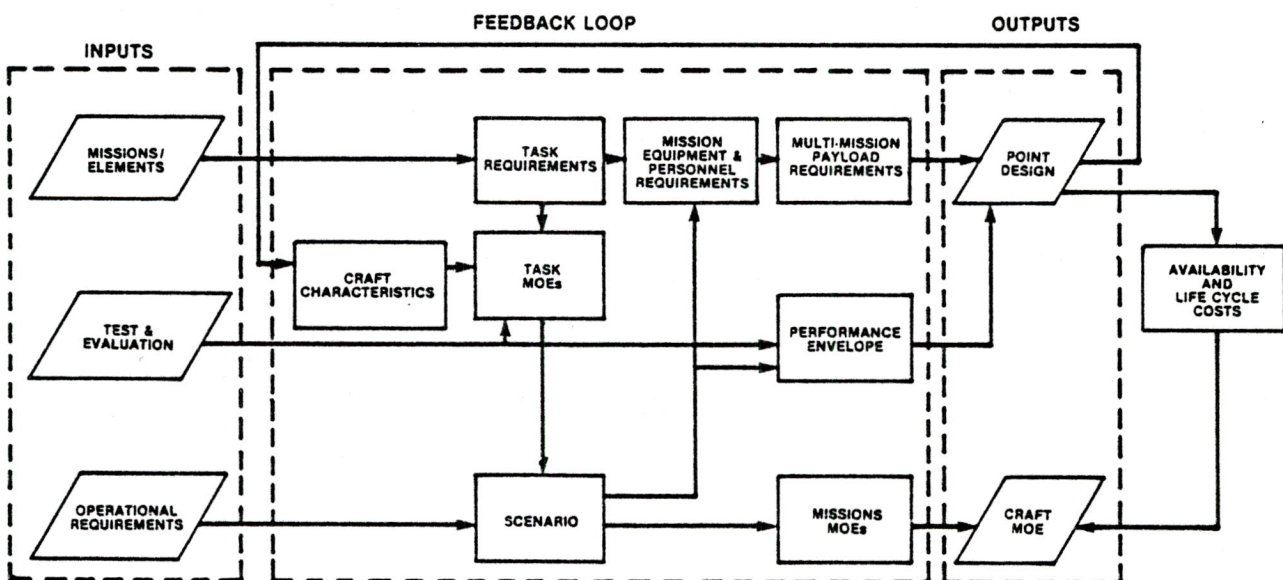 FEEDBACK LOOP
OUTPUTS
INPUTS
MISSIONS/
ELEMENTS
TASK
REQUIREMENTS
MISSION
EQUIPMENT &
PERSONNEL
REQUIREMENTS
MULTI-MISSION
PAYLOAD
REQUIREMENTS
POINT
DESIGN
CRAFT
CHARACTERISTICS
TASK
MOEs
AVAILABILITY
AND
LIFE CYCLE
COSTS
TEST &
EVALUATION
PERFORMANCE
ENVELOPE
OPERATIONAL
REQUIREMENTS
SCENARIO
MISSIONS
MOEs
CRAFT
MOE